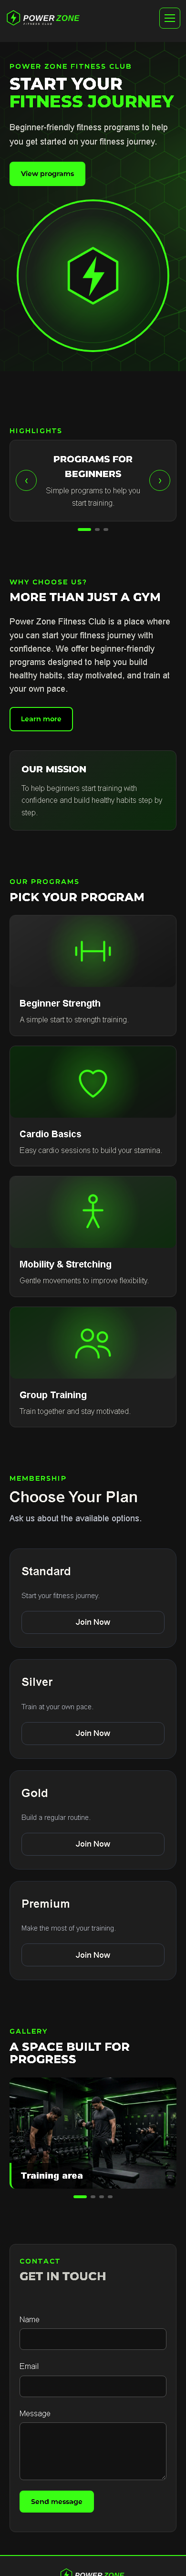 POWER ZONE
FITNESS CLUB
POWER ZONE FITNESS CLUB
START YOUR
FITNESS JOURNEY
Beginner-friendly fitness programs to help
you get started on your fitness journey.
View programs
HIGHLIGHTS
PROGRAMS FOR
BEGINNERS
Simple programs to help you
start training.
WHY CHOOSE US?
MORE THAN JUST A GYM
Power Zone Fitness Club is a place where
you can start your fitness journey with
confidence. We offer beginner-friendly
programs designed to help you build
healthy habits, stay motivated, and train at
your own pace.
Learn more
OUR MISSION
To help beginners start training with
confidence and build healthy habits step by
step.
OUR PROGRAMS
PICK YOUR PROGRAM
Beginner Strength
A simple start to strength training.
Cardio Basics
Easy cardio sessions to build your stamina.
Mobility & Stretching
Gentle movements to improve flexibility.
Group Training
Train together and stay motivated.
MEMBERSHIP
Choose Your Plan
Ask us about the available options.
Standard
Start your fitness journey.
Join Now
Silver
Train at your own pace.
Join Now
Gold
Build a regular routine.
Join Now
Premium
Make the most of your training.
Join Now
GALLERY
A SPACE BUILT FOR
PROGRESS
Training area
CONTACT
GET IN TOUCH
Name
Email
Message
Send message
POWER ZONE